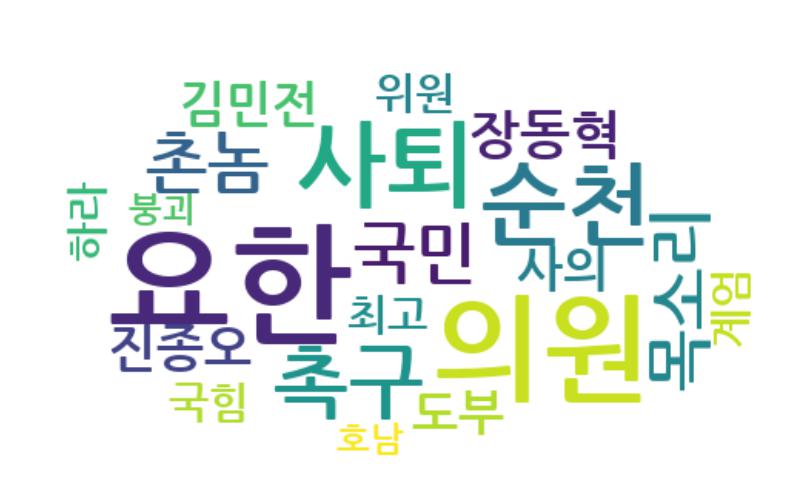 김민전
위원
장동혁
촌놈
사퇴
순천
하라
붕괴
요한
국민
사의
목소리
계엄
최고
의원
진종오
촉구
국힘
도부
호남